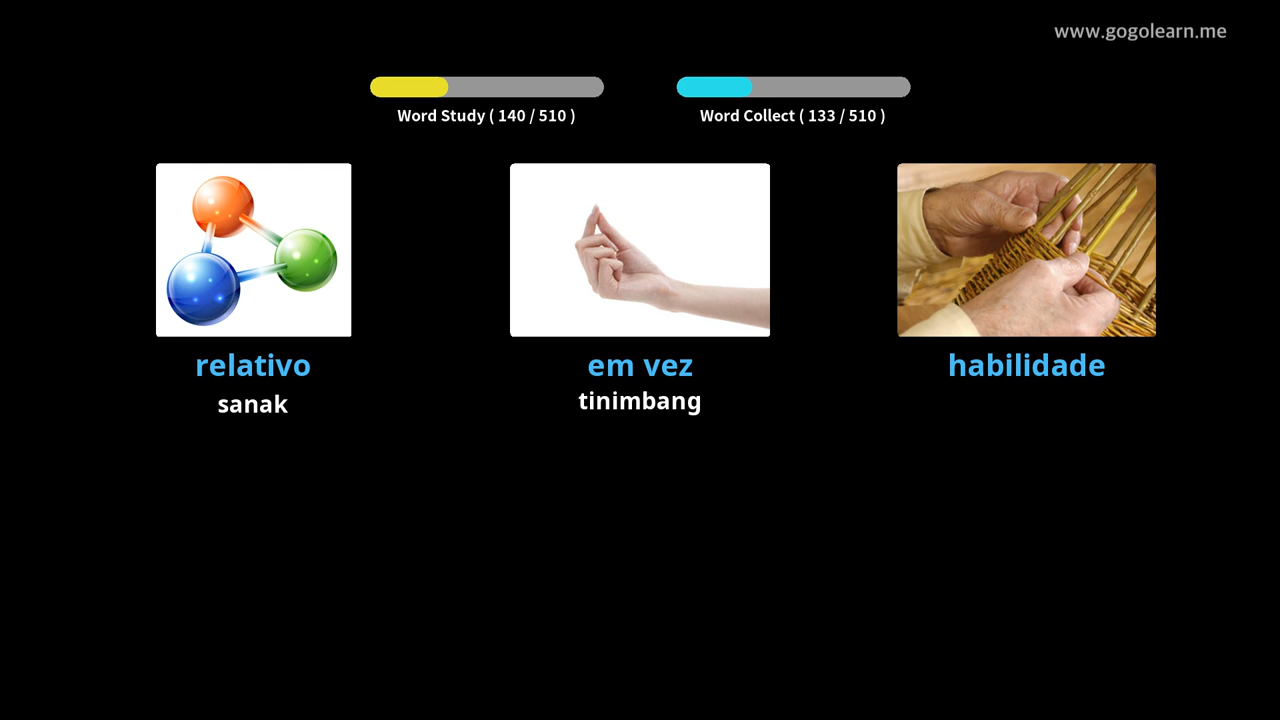 www.gogolearn.me
Word Study ( 140 / 510 )
Word Collect ( 133 / 510 )
relativo
sanak
em vez
tinimbang
habilidade